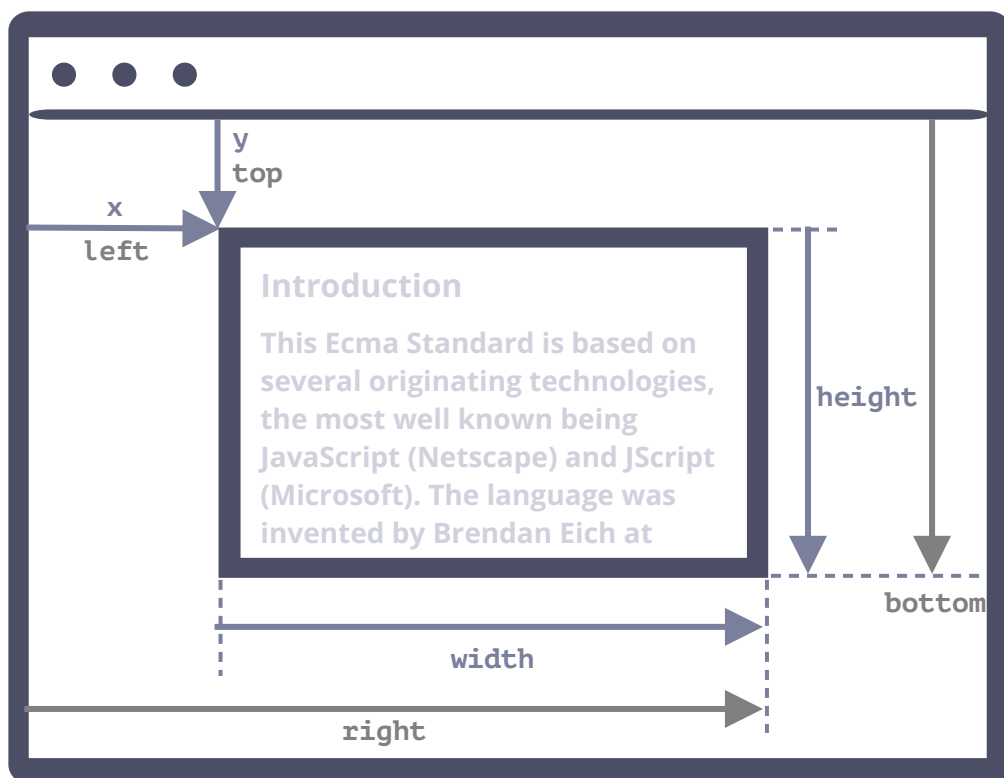 y
top
x
left
Introduction
This Ecma Standard is based on
several originating technologies,
the most well known being
JavaScript (Netscape) and JScript
(Microsoft). The language was
invented by Brendan Eich at
height
bottom
width
right